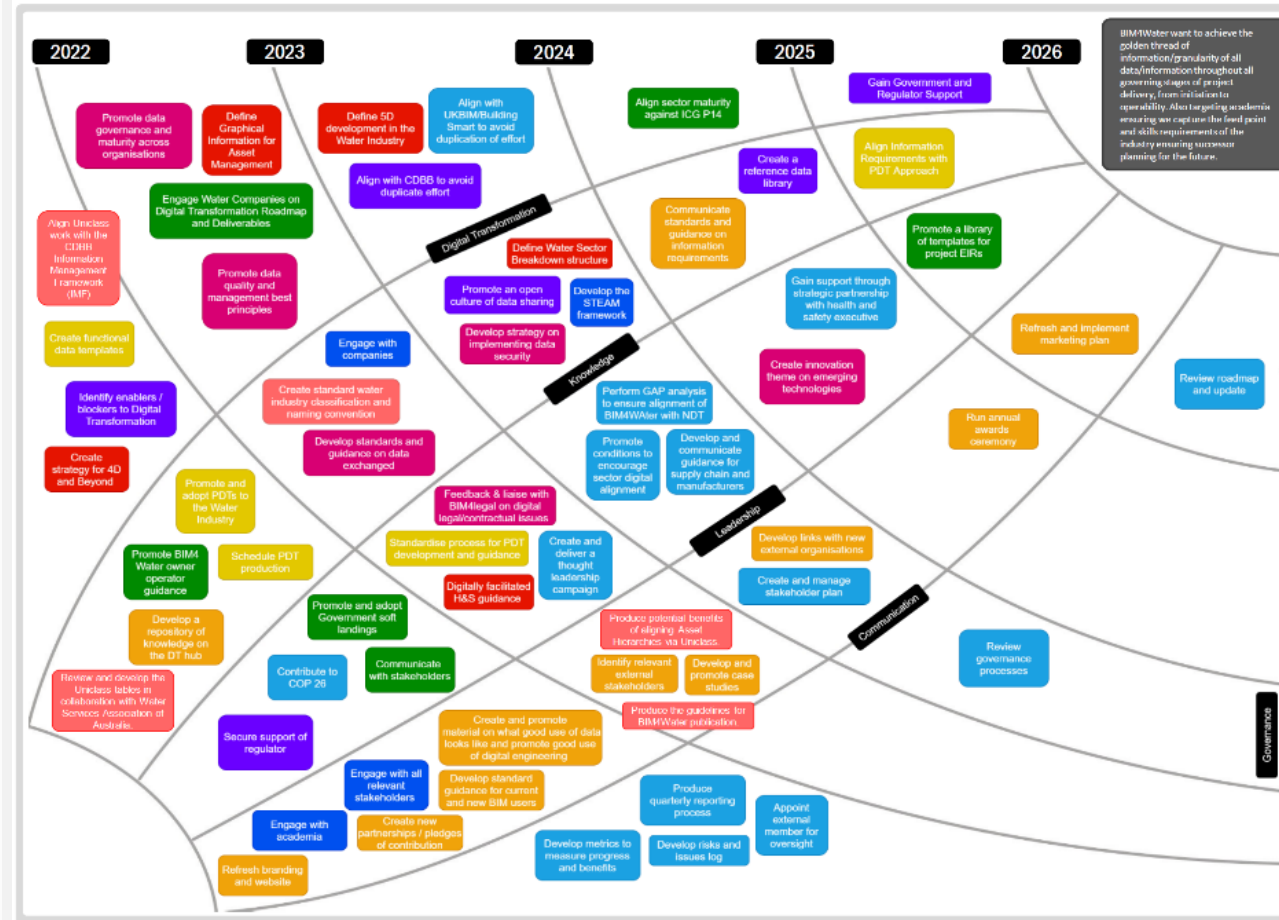 2022
2023
2024
2025
2026
BIM4Water want to achieve the
golden thread of
information/granularity of all
data/information throughout all
governing stages of project
delivery, from initiation to
operability. Also targeting academia
ensuring we capture the feed point
and skills requirements of the
industry ensuring successor
planning for the future.
Promote data
governance and
maturity across
organisations
Define
Graphical
Information for
Asset
Management
Define 5D
development in the
Water Industry
Align with
UKBIM/Building
Smart to avoid
duplication of effort
Align sector maturity
against ICG P14
Gain Government and
Regulator Support
Align with CDBB to avoid
duplicate effort
Create a
reference data
library
Align Information
Requirements with
PDT Approach
Engage Water Companies on
Digital Transformation Roadmap
and Deliverables
Align Uniclass
work with the
CDBB
Information
Management
Framework
(IMF)
Digital Transformation
Communicate
standards and
guidance on
information
requirements
Promote a library
of templates for
project EIRs
Promote data
quality and
management best
principles
Define Water Sector
Breakdown structure
Promote an open
culture of data sharing
Develop the
STEAM
framework
Gain support through
strategic partnership
with health and
safety executive
Create functional
data templates
Engage with
companies
Develop strategy on
implementing data
security
Refresh and implement
marketing plan
Knowledge
Create innovation
theme on emerging
technologies
Review roadmap
and update
Identify enablers /
blockers to Digital
Transformation
Create standard water
industry classification and
naming convention
Perform GAP analysis
to ensure alignment of
BIM4WAler with NDT
Run annual
awards
ceremony
Create
strategy for 4D
and Beyond
Develop standards and
guidance on data
exchanged
Promote
conditions to
encourage
sector digital
alignment
Develop and
communicate
guidance for
supply chain and
manufacturers
Promote and
adopt PDTs to
the Water
Industry
Feedback & liaise with
BIM4legal on digital
legal/contractual issues
Leadership
Promote BIM4
Water owner
operator
guidance
Schedule PDT
production
Standardise process for PDT
development and guidance
Create and
deliver a
thought
leadership
campaign
Develop links with new
external organisations
Digitally facilitated
H&S guidance
Create and manage
stakeholder plan
Develop a
repository of
knowledge on
the DT hub
Promote and adopt
Government soft
landings
Produce potential benefits
of aligning Asset
Hierarchies via Uniclass.
Communication
Contribute to
COP 26
Communicate
with stakeholders
Identify relevant
external
stakeholders
Develop and
promote case
studies
Review
governance
processes
Review and develop the
Uniclass tables in
collaboration with Water
Services Association of
Australia.
Produce the guidelines for
BIM4Water publication.
Secure support of
regulator
Create and promote
material on what good use of data
looks like and promote good use
of digital engineering
Governance
Engage with all
relevant
stakeholders
Develop standard
guidance for current
and new BIM users
Produce
quarterly reporting
process
Appoint
external
member for
oversight
Engage with
academia
Create new
partnerships / pledges
of contribution
Develop metrics to
measure progress
and benefits
Develop risks and
issues log
Refresh branding
and website